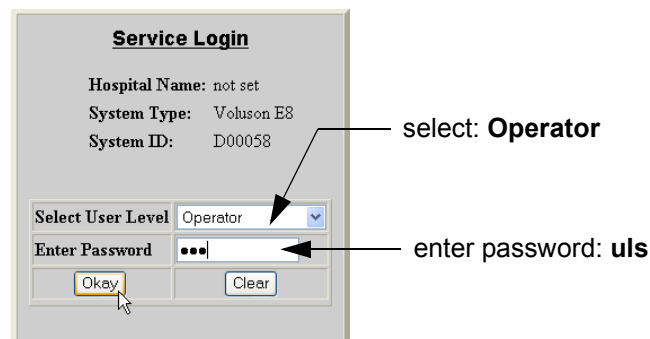 Service Login
Hospital Name: not set
System Type: Voluson E8
System ID: D00058
select: Operator
Select User Level Operator
Enter Password ●●●
enter password: uls
Okay Clear